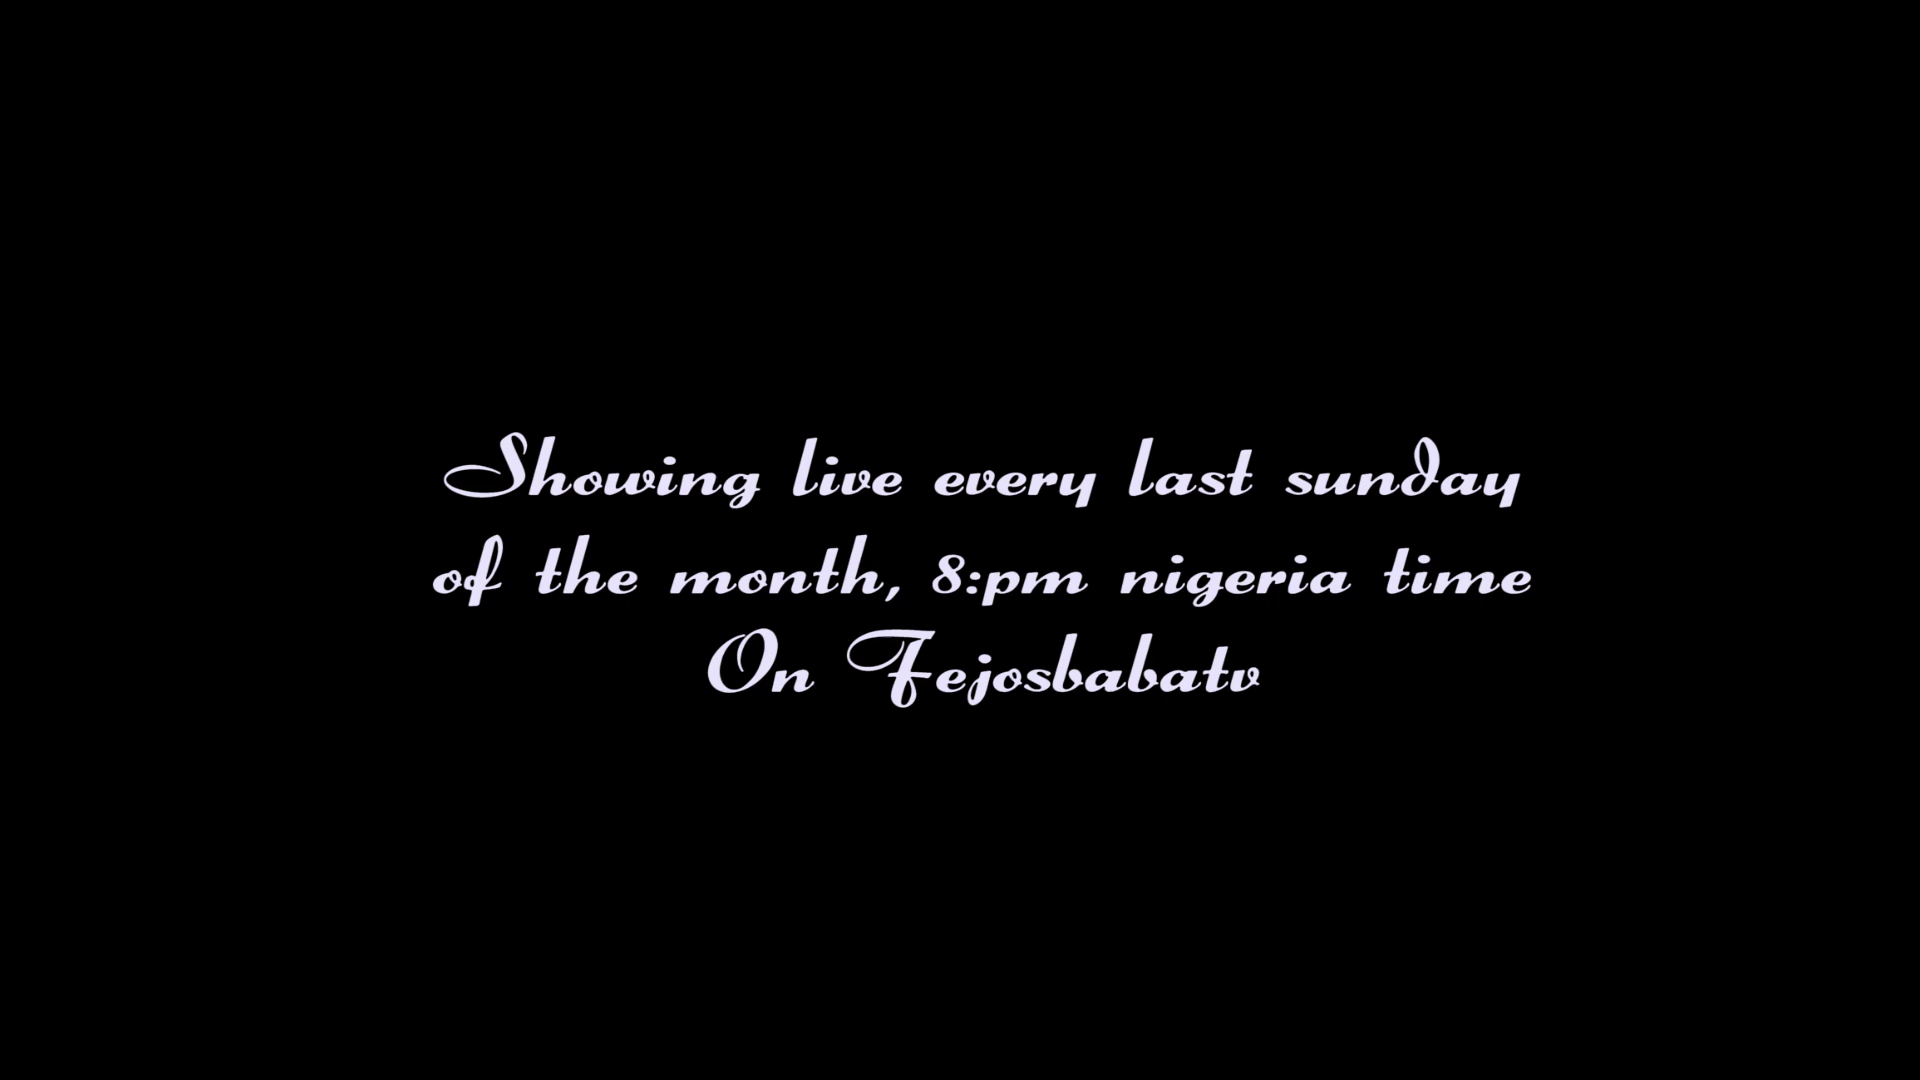 Showing live every last sunday
of the month, 8:pm nigeria time
On Fejosbabatv